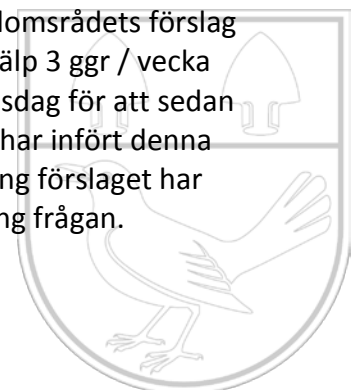 lomsrådets förslag
älp 3 ggr / vecka
sdag för att sedan
har infört denna
ng förslaget har
ng frågan.